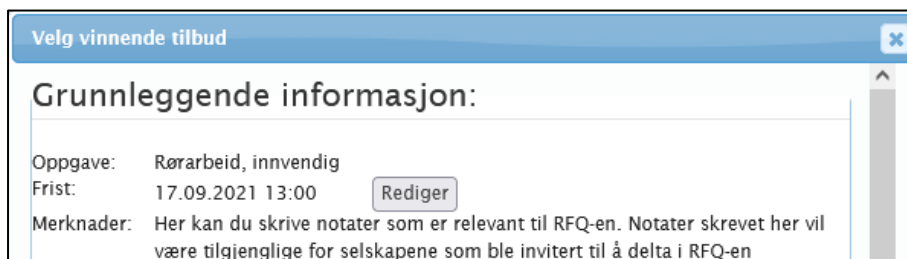 Velg vinnende tilbud
Grunnleggende informasjon:
Oppgave: Rørarbeid, innvendig
Frist: 17.09.2021 13:00 Rediger
Merknader: Her kan du skrive notater som er relevant til RFQ-en. Notater skrevet her vil
være tilgjenglige for selskapene som ble invitert til å delta i RFQ-en